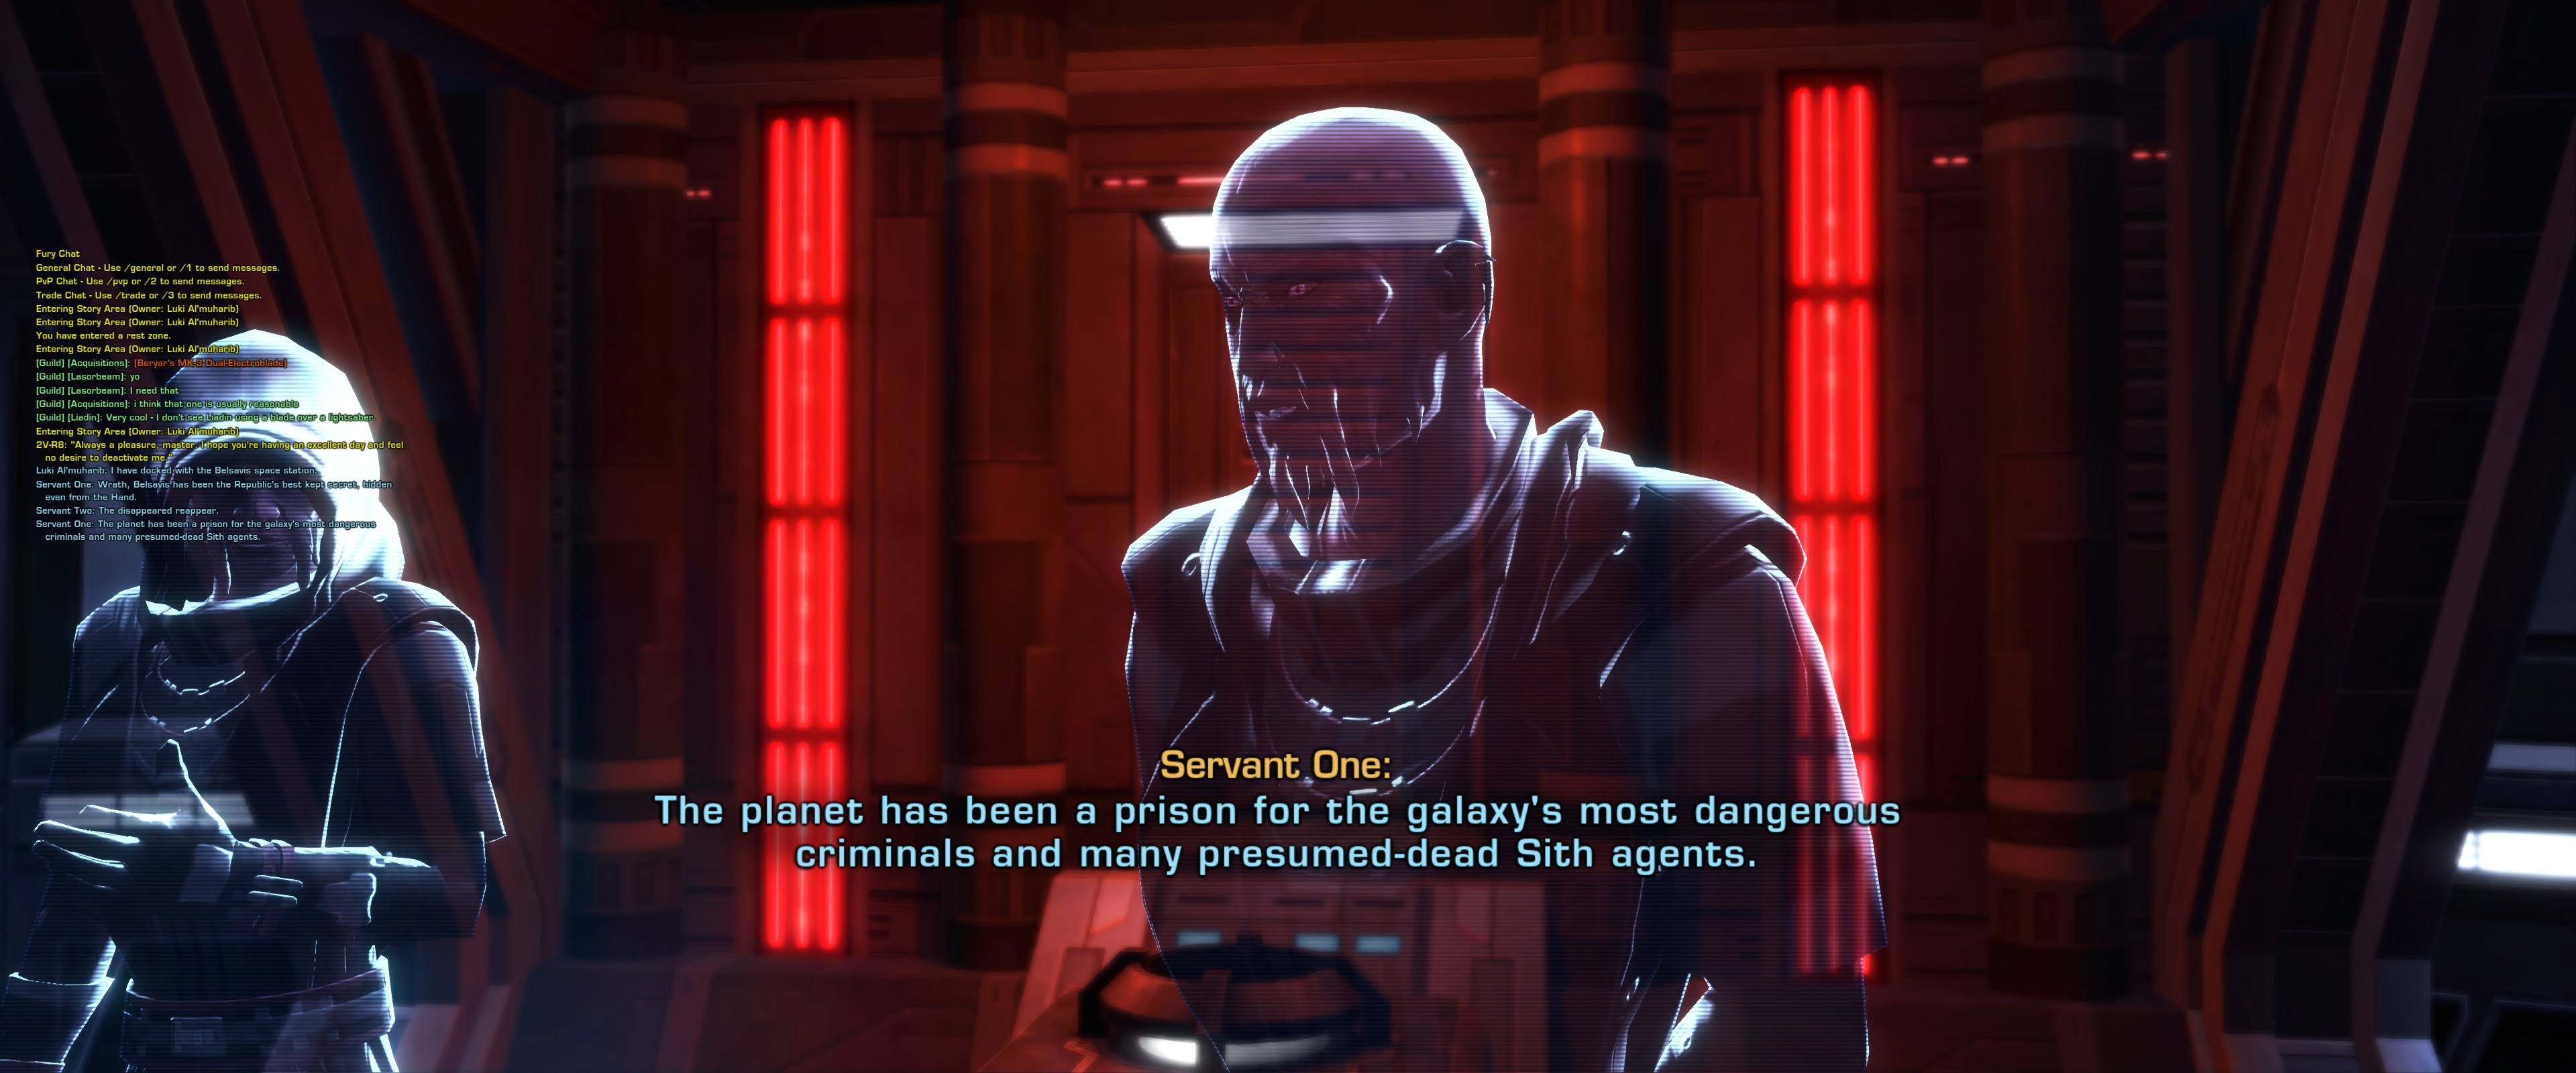 Fury Chat
General Chat - Use /general or /1 to send messages.
PvP Chat - Use /pvp or /2 to send messages.
Trade Chat - Use /trade or /3 to send messages.
Entering Story Area (Owner: Luki Al'muharib)
Entering Story Area (Owner: Luki Al'muharib)
You have entered a rest zone.
Entering Story Area (Owner: Luki Al'muharib)
[Guild] [Acquisitions]: [Beryar's MK-3 Dual-Electroblade]
[Guild] [Lasorbeam]: yo
[Guild] [Lasorbeam]: I need that
[Guild] [Acquisitions]: i think that one is usually reasonable
[Guild] [Liadin]: Very cool - I don't see Liadin using a blade over a lightsaber.
Entering Story Area (Owner: Luki Al'muharib)
2V-R8: "Always a pleasure, master. I hope you're having an excellent day and feel
no desire to deactivate me."
Luki Al'muharib: I have docked with the Belsavis space station.
Servant One: Wrath, Belsavis has been the Republic's best kept secret, hidden
even from the Hand.
Servant Two: The disappeared reappear.
Servant One: The planet has been a prison for the galaxy's most dangerous
criminals and many presumed-dead Sith agents.
Servant One:
The planet has been a prison for the galaxy's most dangerous
criminals and many presumed-dead Sith agents.